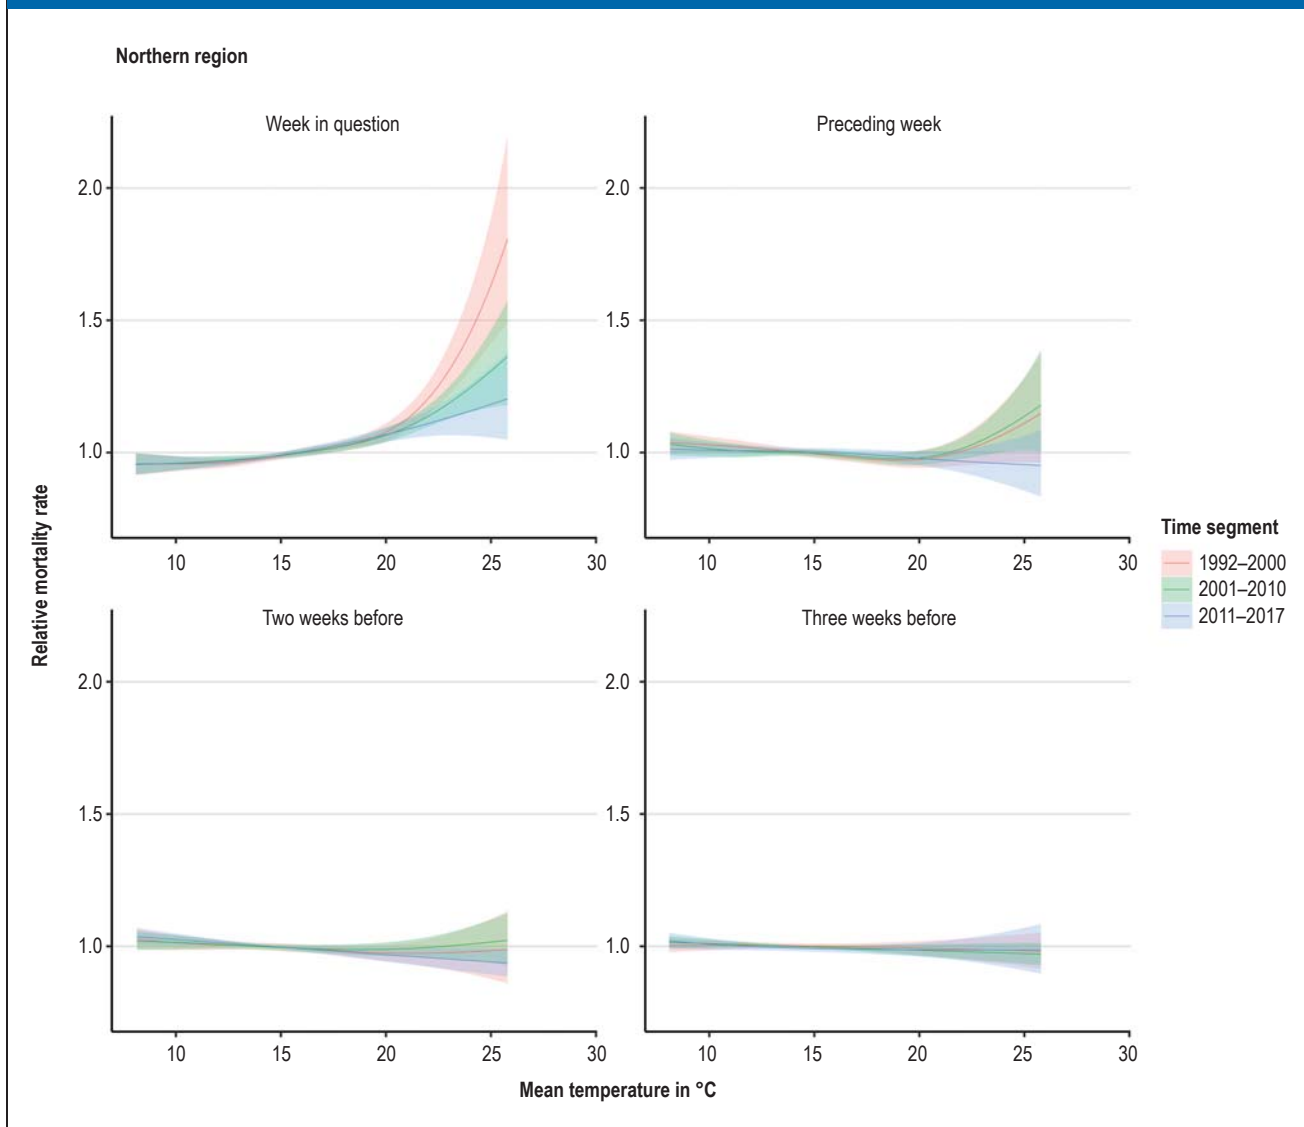 Northern region
Week in question
Preceding week
2.0
1.5
1.0
10 15 20 25 30
2.0
1.5
1.0
10 15 20 25 30
Two weeks before
Three weeks before
2.0
1.5
1.0
10 15 20 25 30
2.0
1.5
1.0
10 15 20 25 30
Relative mortality rate
Mean temperature in °C
Time segment
1992–2000
2001–2010
2011–2017